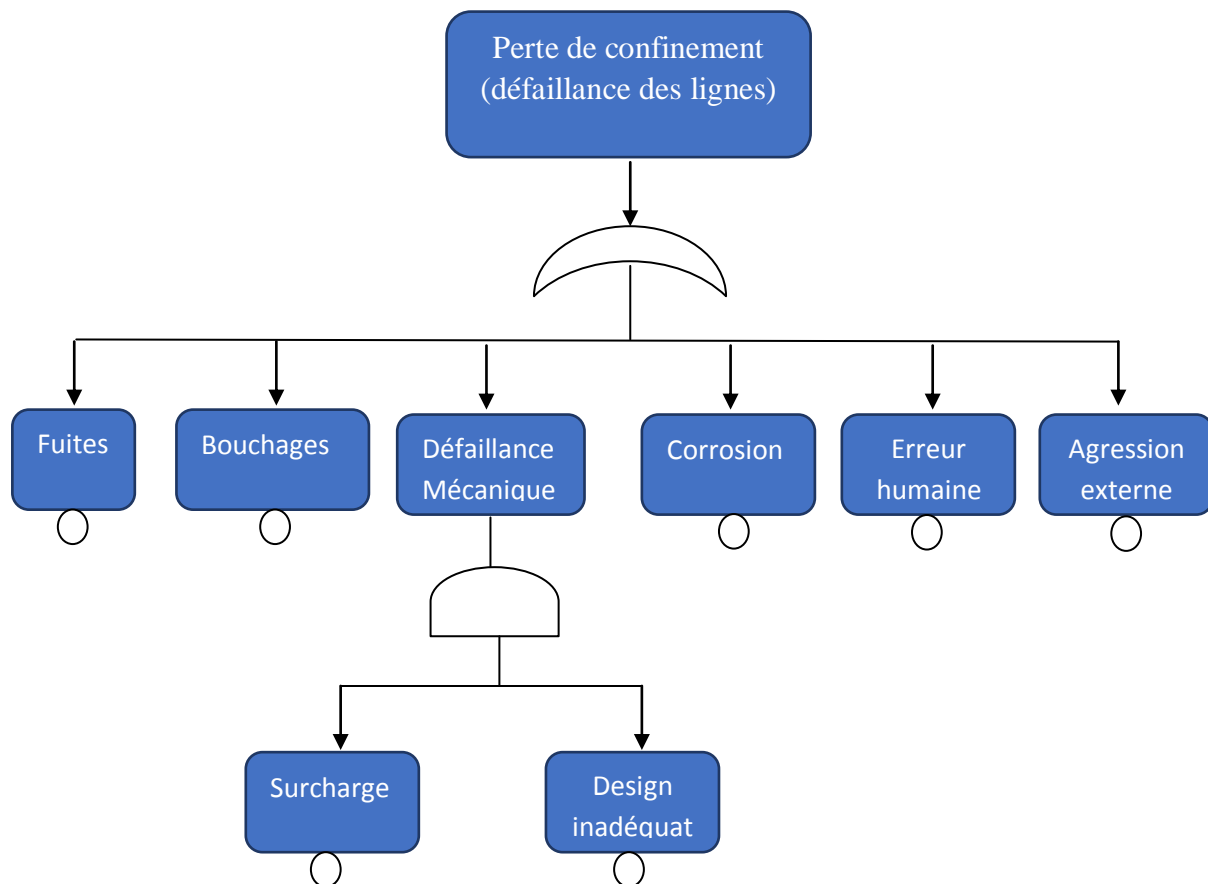 Perte de confinement
(défaillance des lignes)
Fuites
Bouchages
Défaillance
Mécanique
Corrosion
Erreur
humaine
Agression
externe
Surcharge
Design
inadéquat